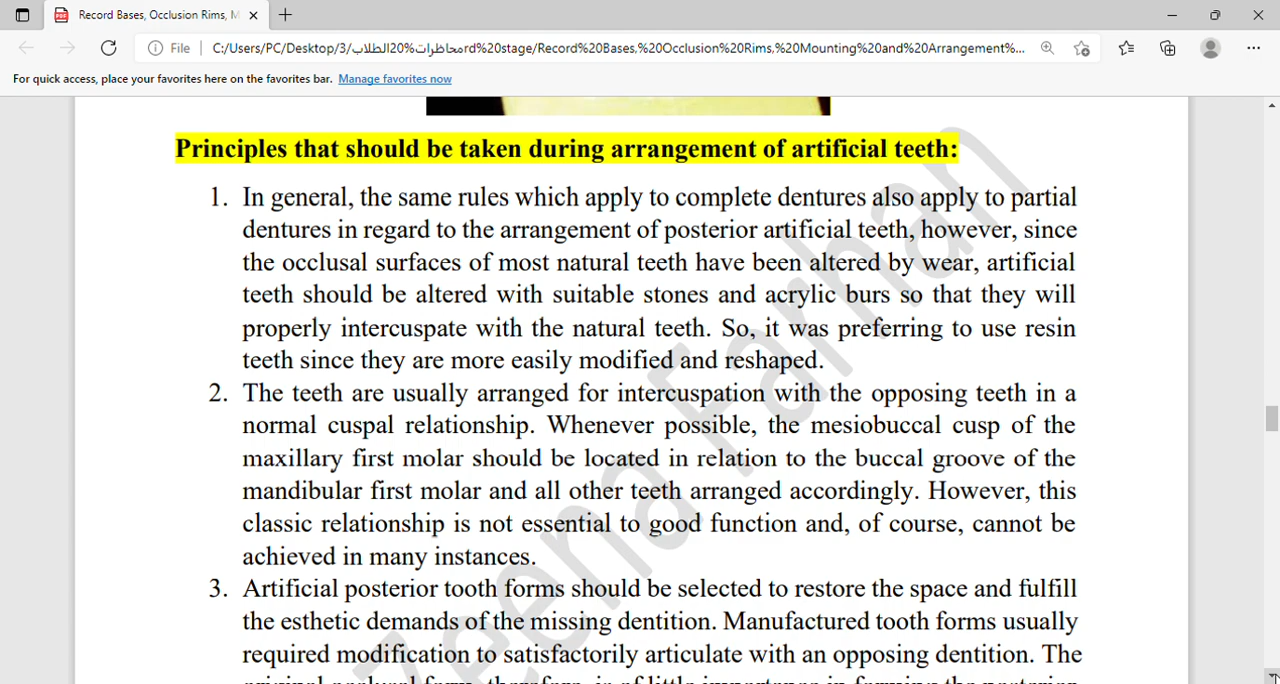 Record Bases, Occlusion Rims, M
File
C:/Users/PC/Desktop/3/محاظرات%20الطلاب/rd%20stage/Record%20Bases,%20Occlusion%20Rims,%20Mounting%20and%20Arrangement%...
For quick access, place your favorites here on the favorites bar. Manage favorites now
Principles that should be taken during arrangement of artificial teeth:
1. In general, the same rules which apply to complete dentures also apply to partial
dentures in regard to the arrangement of posterior artificial teeth, however, since
the occlusal surfaces of most natural teeth have been altered by wear, artificial
teeth should be altered with suitable stones and acrylic burs so that they will
properly intercuspate with the natural teeth. So, it was preferring to use resin
teeth since they are more easily modified and reshaped.
2. The teeth are usually arranged for intercuspation with the opposing teeth in a
normal cuspal relationship. Whenever possible, the mesiobuccal cusp of the
maxillary first molar should be located in relation to the buccal groove of the
mandibular first molar and all other teeth arranged accordingly. However, this
classic relationship is not essential to good function and, of course, cannot be
achieved in many instances.
3. Artificial posterior tooth forms should be selected to restore the space and fulfill
the esthetic demands of the missing dentition. Manufactured tooth forms usually
required modification to satisfactorily articulate with an opposing dentition. The
Zeena Farhan